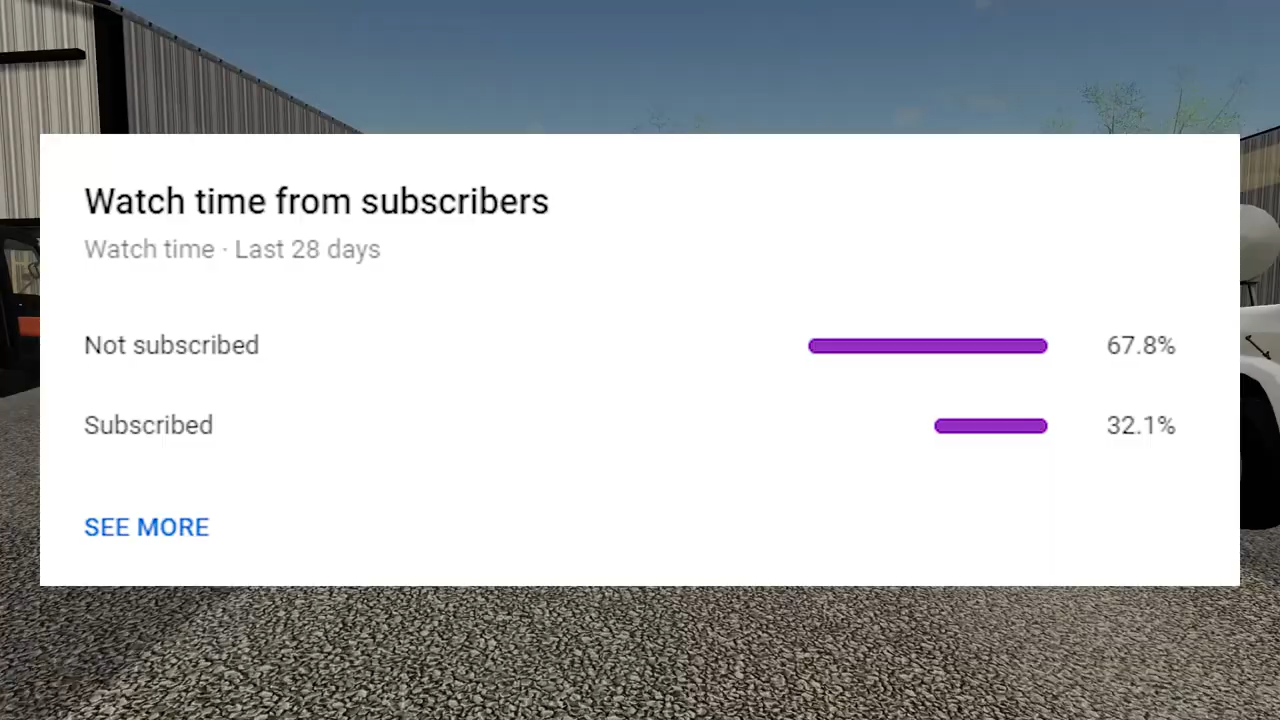 Watch time from subscribers
Watch time · Last 28 days
Not subscribed 67.8%
Subscribed 32.1%
SEE MORE